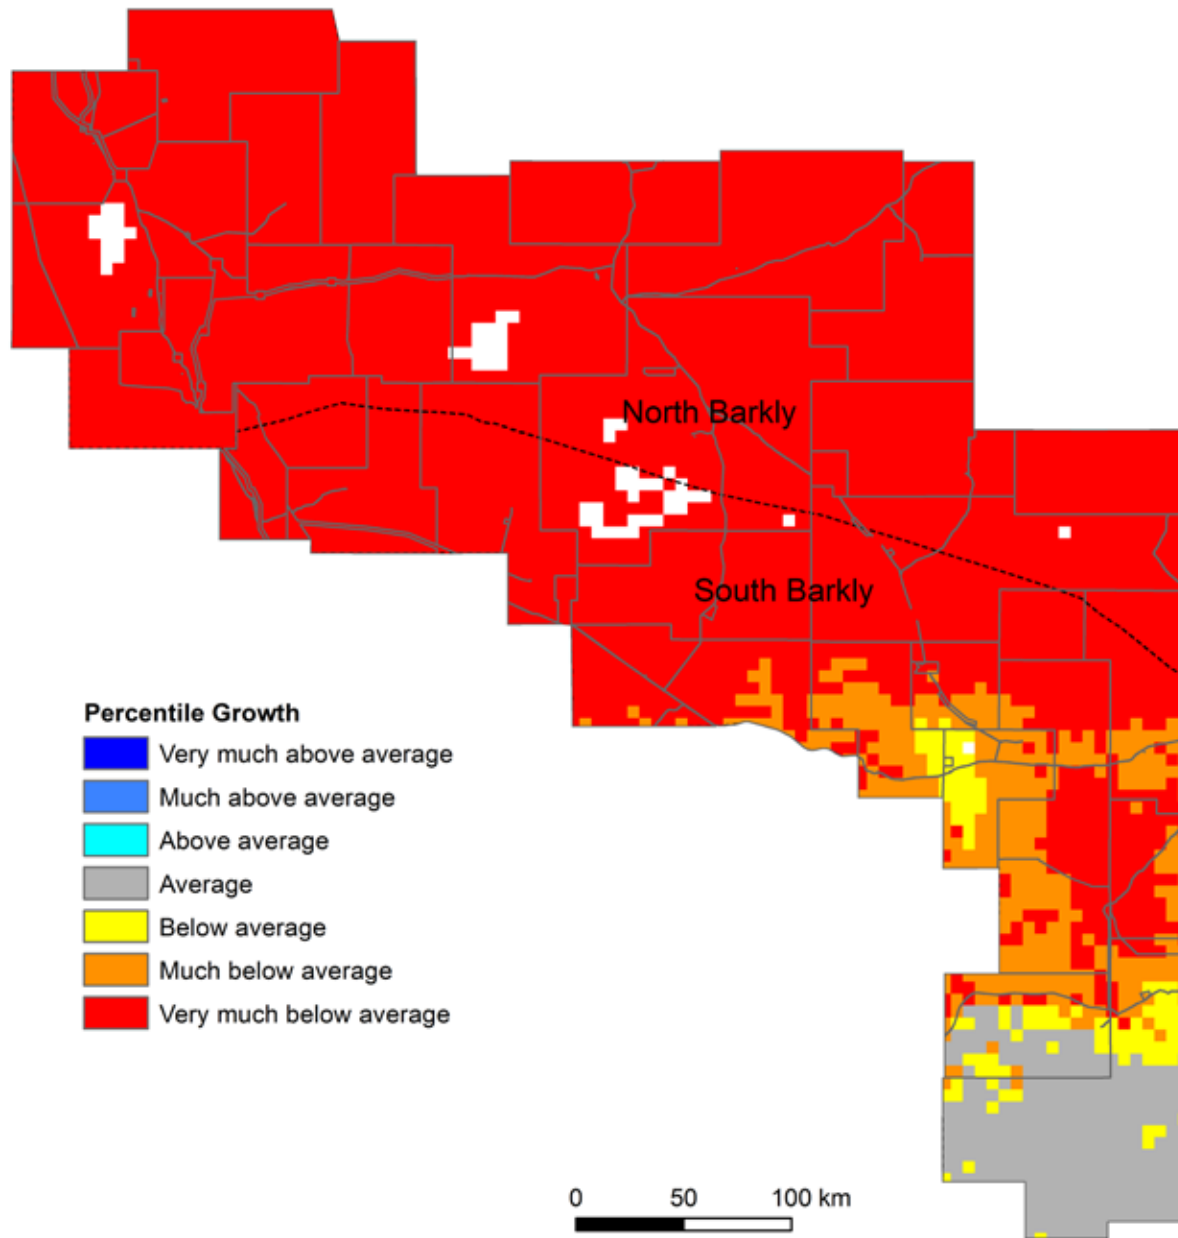 North Barkly
South Barkly
Percentile Growth
Very much above average
Much above average
Above average
Average
Below average
Much below average
Very much below average
0 50 100 km